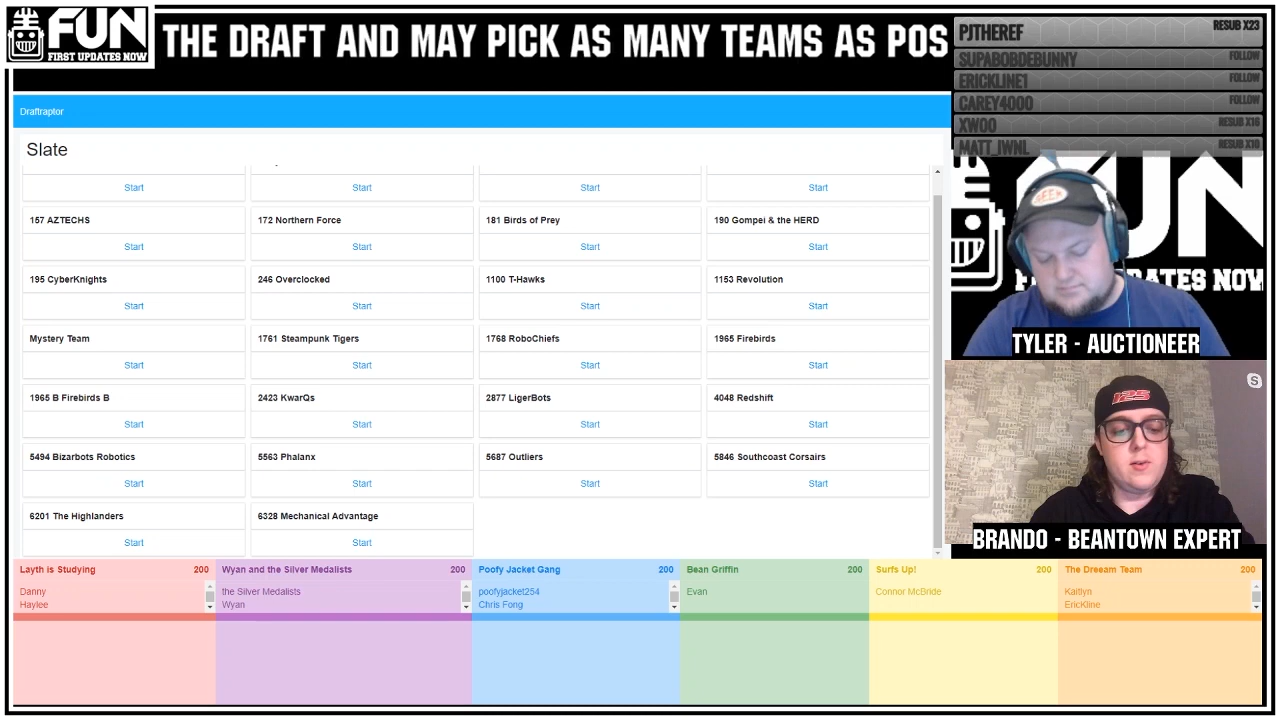 FUN
FIRST UPDATES NOW
THE DRAFT AND MAY PICK AS MANY TEAMS AS POS
PJTHEREF RESUB X23
SUPABOBDEBUNNY FOLLOW
ERICKLINE1 FOLLOW
CAREY4000 FOLLOW
XWOO RESUB X16
MATT_IWNL RESUB X10
Draftraptor
Slate
Start Start Start Start
157 AZTECHS 172 Northern Force 181 Birds of Prey 190 Gompei & the HERD
Start Start Start Start
195 CyberKnights 246 Overclocked 1100 T-Hawks 1153 Revolution
Start Start Start Start
Mystery Team 1761 Steampunk Tigers 1768 RoboChiefs 1965 Firebirds
Start Start Start Start
1965 B Firebirds B 2423 KwarQs 2877 LigerBots 4048 Redshift
Start Start Start Start
5494 Bizarbots Robotics 5563 Phalanx 5687 Outliers 5846 Southcoast Corsairs
Start Start Start Start
6201 The Highlanders 6328 Mechanical Advantage
Start Start
TYLER - AUCTIONEER
125
BRANDO - BEANTOWN EXPERT
Layth is Studying 200 Wyan and the Silver Medalists 200 Poofy Jacket Gang 200 Bean Griffin 200 Surfs Up! 200 The Dreeam Team 200
Danny the Silver Medalists poofyjacket254 Evan Connor McBride Kaitlyn
Haylee Wyan Chris Fong EricKline